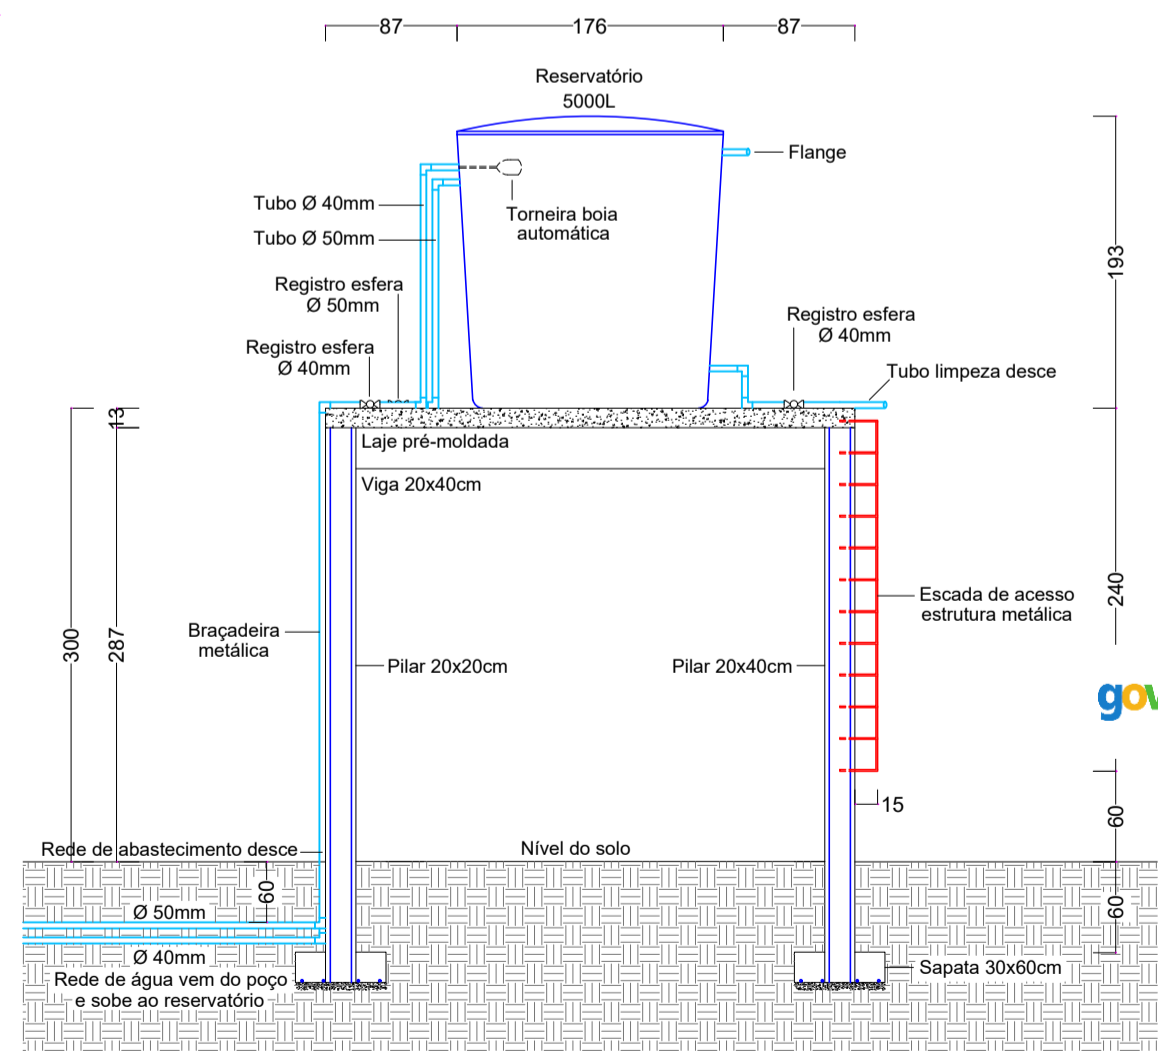 87
176
87
Reservatório
5000L
Flange
Tubo Ø 40mm
Torneira boia
automática
Tubo Ø 50mm
193
Registro esfera
Ø 50mm
Registro esfera
Ø 40mm
Registro esfera
Ø 40mm
Tubo limpeza desce
13
Laje pré-moldada
Viga 20x40cm
240
Escada de acesso
estrutura metálica
300
287
Braçadeira
metálica
Pilar 20x20cm
Pilar 20x40cm
gov
15
60
Rede de abastecimento desce
Nível do solo
60
60
Ø 50mm
Ø 40mm
Sapata 30x60cm
Rede de água vem do poço
e sobe ao reservatório